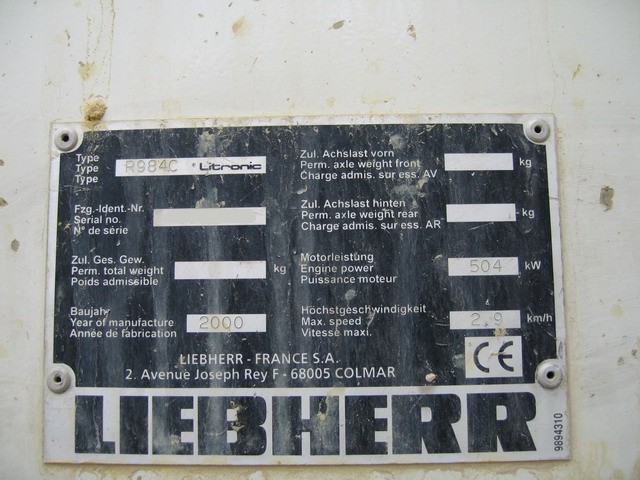 Type
Type R984C Litronic
Type
Fzg.-Ident.-Nr.
Serial no.
N° de série
Zul. Ges. Gew.
Perm. total weight kg
Poids admissible
Baujahr
Year of manufacture 2000
Année de fabrication
Zul. Achslast vorn
Perm. axle weight front kg
Charge admis. sur ess. AV
Zul. Achslast hinten
Perm. axle weight rear kg
Charge admis. sur ess. AR
Motorleistung
Engine power 504 kW
Puissance moteur
Höchstgeschwindigkeit
Max. speed 2.9 km/h
Vitesse maxi.
LIEBHERR - FRANCE S.A.
2. Avenue Joseph Rey F - 68005 COLMAR
CE
LIEBHERR
9894310